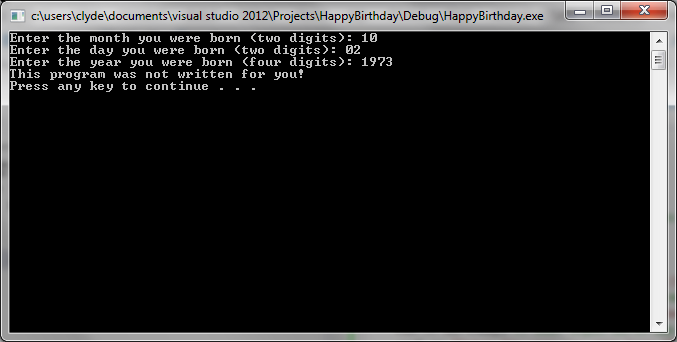 c:\users\clyde\documents\visual studio 2012\Projects\HappyBirthday\Debug\HappyBirthday.exe
Enter the month you were born (two digits): 10
Enter the day you were born (two digits): 02
Enter the year you were born (four digits): 1973
This program was not written for you!
Press any key to continue . . .